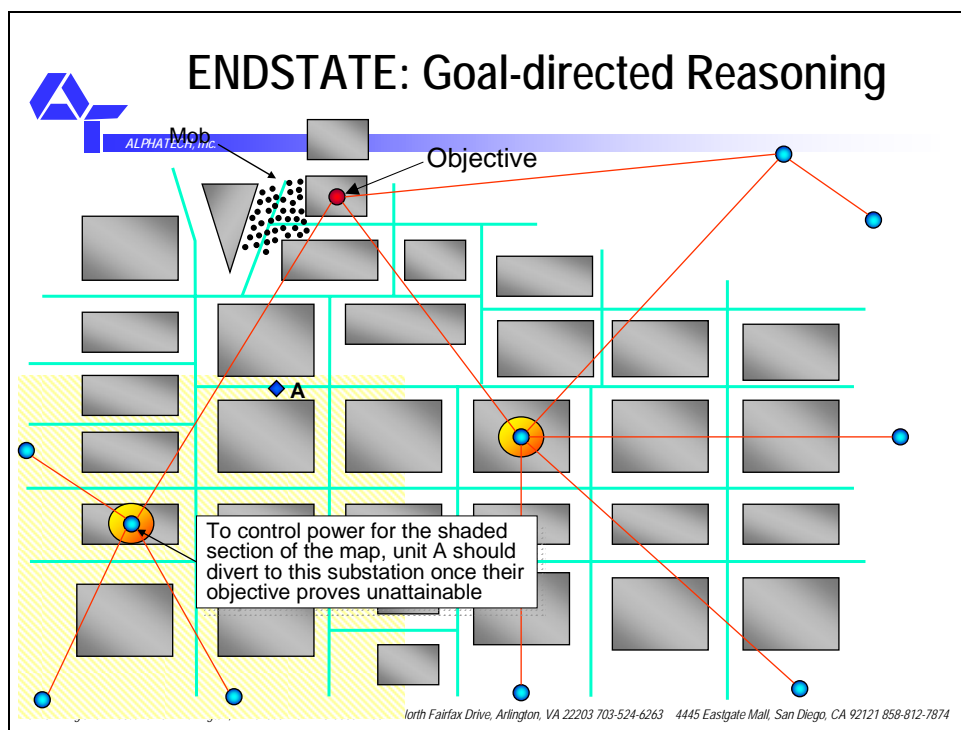 ENDSTATE: Goal-directed Reasoning
ALPHATECH, Inc.
Mob
Objective
A
To control power for the shaded
section of the map, unit A should
divert to this substation once their
objective proves unattainable
Fairfax Drive, Arlington, VA 22203 703-524-6263 4445 Eastgate Mall, San Diego, CA 92121 858-812-7874